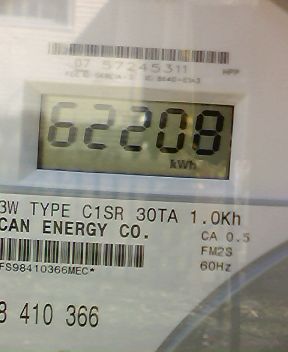 07 57245311
62208
kWh
3W TYPE C1SR 30TA 1.0Kh
CAN ENERGY CO.
CA 0.5
FM2S
FS98410366MEC*
60Hz
8 410 366